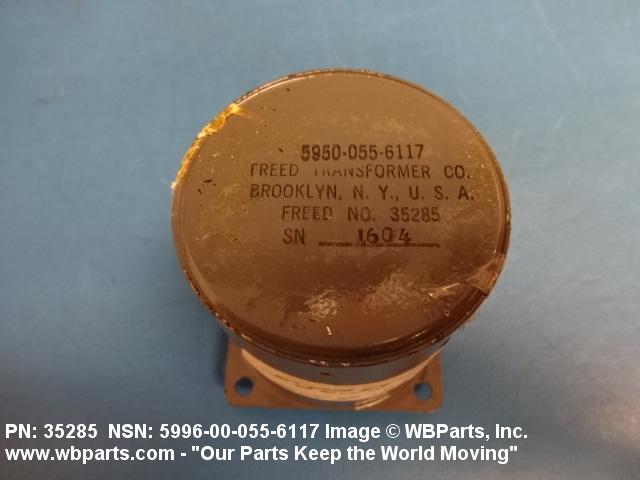 5950-055-6117
FREED TRANSFORMER CO.
BROOKLYN, N. Y., U. S. A.
FREED NO. 35285
SN 1604
PN: 35285 NSN: 5996-00-055-6117 Image © WBParts, Inc.
www.wbparts.com - "Our Parts Keep the World Moving"